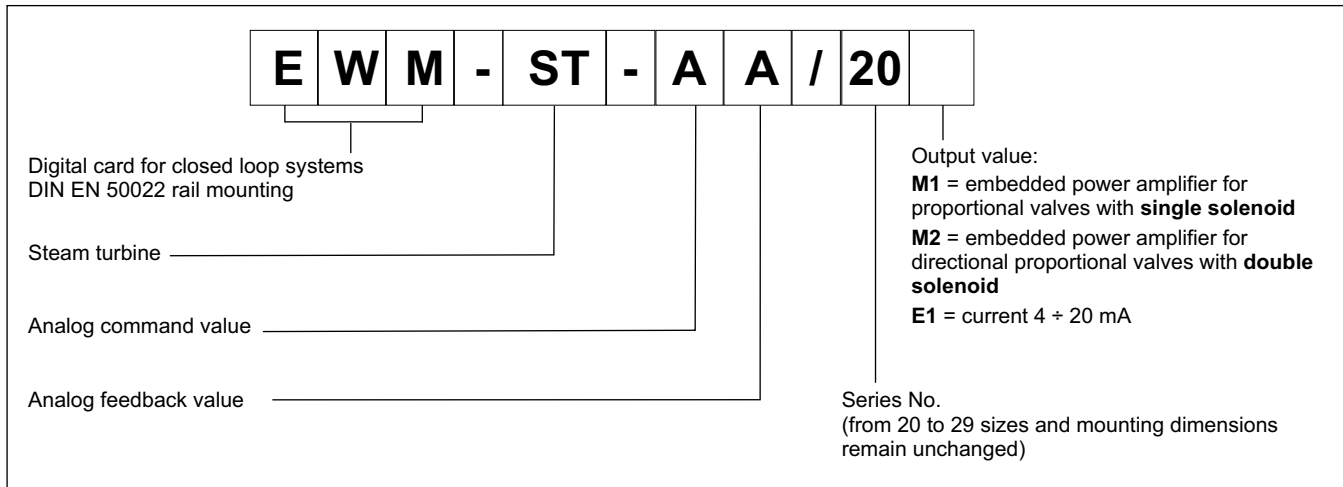 EWM-ST-AA/20
Digital card for closed loop systems
DIN EN 50022 rail mounting
Steam turbine
Analog command value
Analog feedback value
Output value:
M1 = embedded power amplifier for
proportional valves with single solenoid
M2 = embedded power amplifier for
directional proportional valves with double
solenoid
E1 = current 4 ÷ 20 mA
Series No.
(from 20 to 29 sizes and mounting dimensions
remain unchanged)